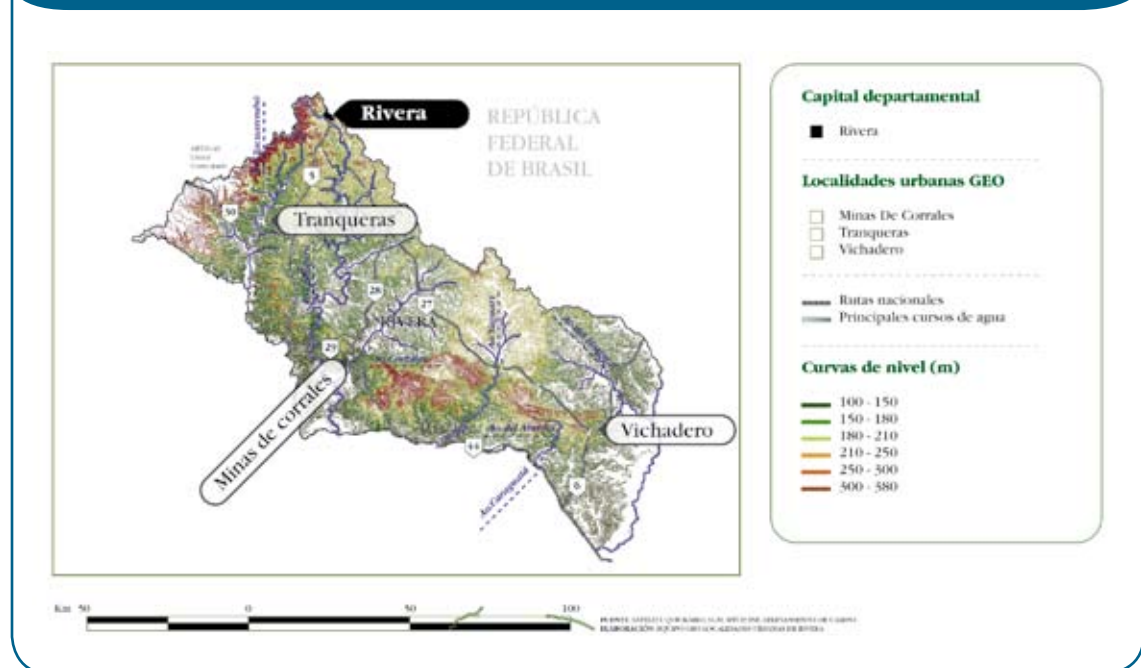 Rivera
REPÚBLICA
FEDERAL
DE BRASIL
5
30
Tranqueras
28
27
RIVERA
29
Minas de corrales
Vichadero
44
6
Km 50 0 50 100
Capital departamental
Rivera
Localidades urbanas GEO
Minas De Corrales
Tranqueras
Vichadero
Rutas nacionales
Principales cursos de agua
Curvas de nivel (m)
100 - 150
150 - 180
180 - 210
210 - 250
250 - 300
300 - 380